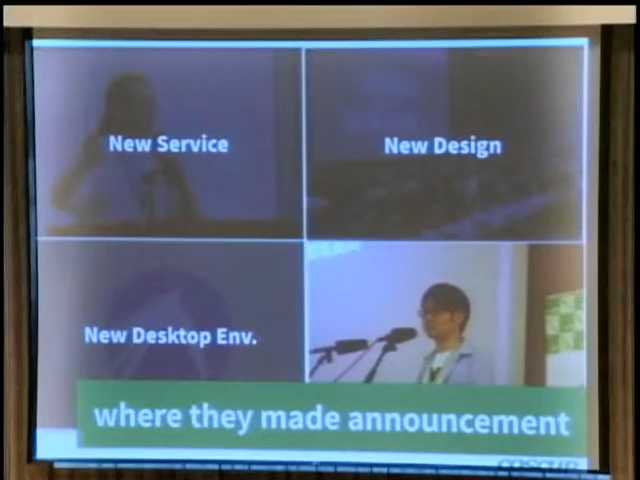 New Service
New Design
New Desktop Env.
where they made announcement